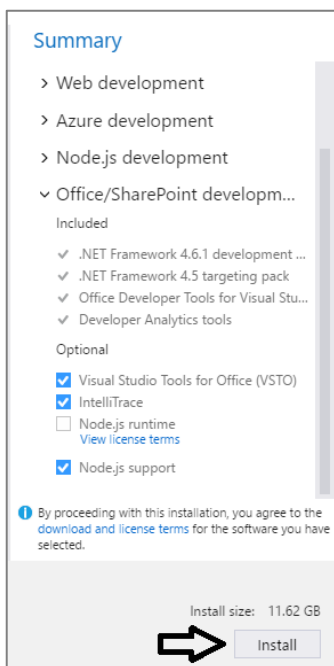 Summary
Web development
Azure development
Node.js development
Office/SharePoint developm...
Included
.NET Framework 4.6.1 development ...
.NET Framework 4.5 targeting pack
Office Developer Tools for Visual Stu...
Developer Analytics tools
Optional
Visual Studio Tools for Office (VSTO)
IntelliTrace
Node.js runtime
View license terms
Node.js support
By proceeding with this installation, you agree to the
download and license terms for the software you have
selected.
Install size: 11.62 GB
Install